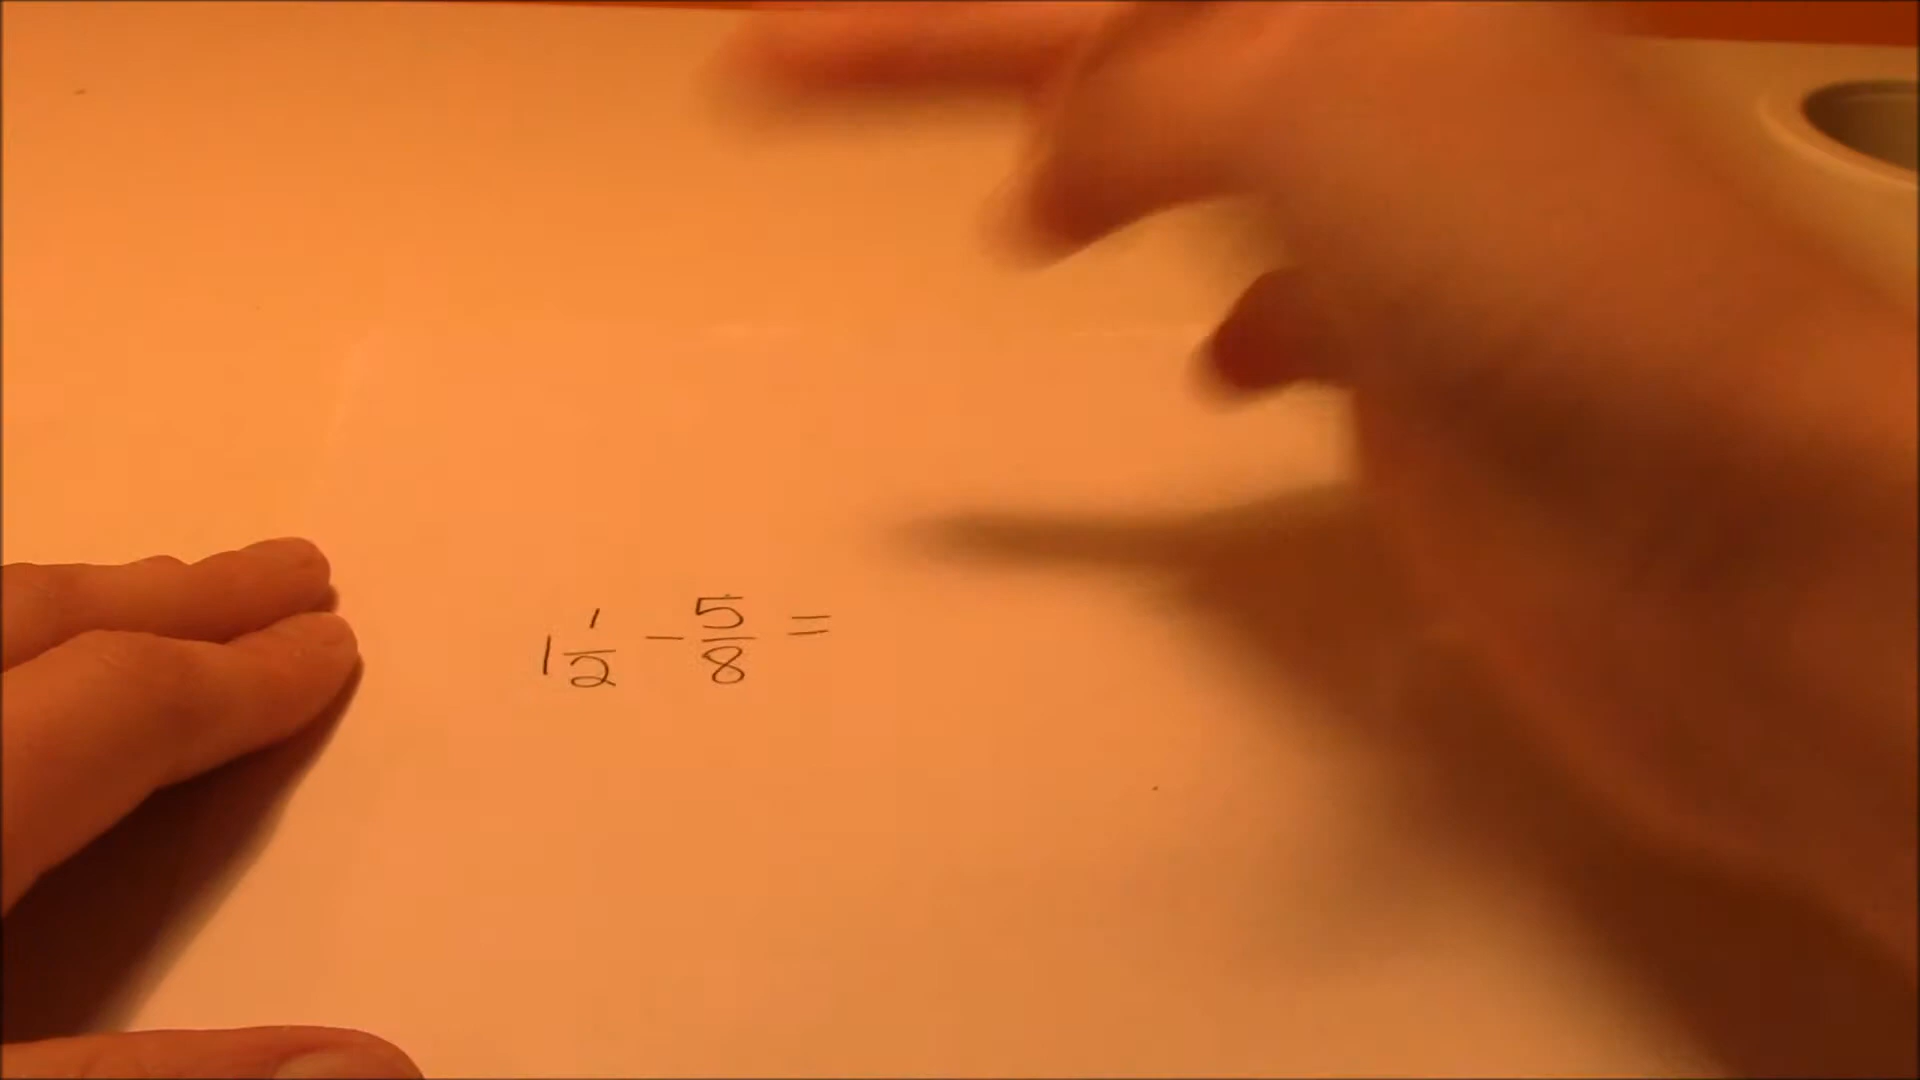 1 1/2 - 5/8 =